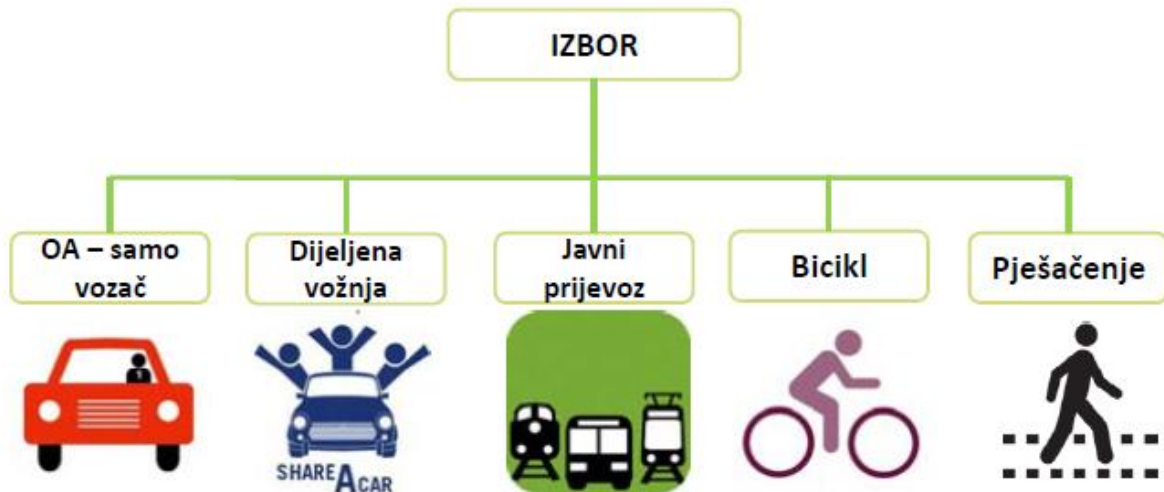 IZBOR
OA – samo
vozač
Dijeljena
vožnja
Javni
prijevoz
Bicikl
Pješačenje
SHARE A CAR